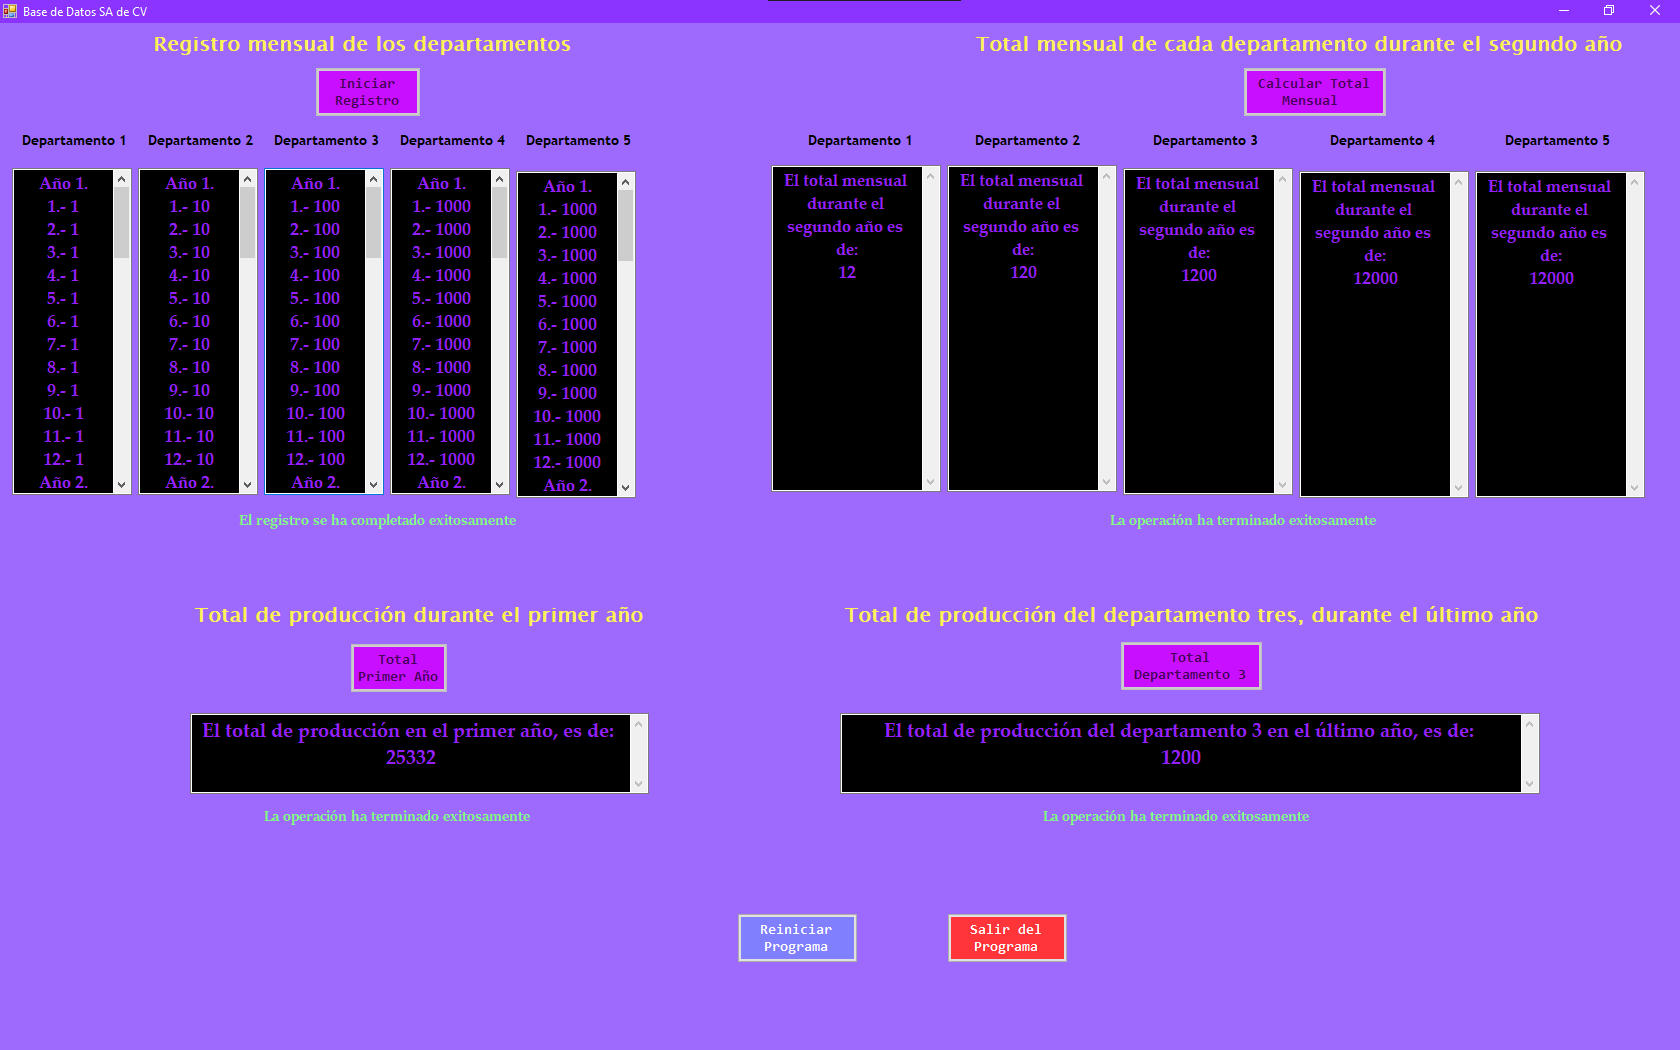 Base de Datos SA de CV
Registro mensual de los departamentos
Iniciar
Registro
Departamento 1
Año 1.
1.- 1
2.- 1
3.- 1
4.- 1
5.- 1
6.- 1
7.- 1
8.- 1
9.- 1
10.- 1
11.- 1
12.- 1
Año 2.
Departamento 2
Año 1.
1.- 10
2.- 10
3.- 10
4.- 10
5.- 10
6.- 10
7.- 10
8.- 10
9.- 10
10.- 10
11.- 10
12.- 10
Año 2.
Departamento 3
Año 1.
1.- 100
2.- 100
3.- 100
4.- 100
5.- 100
6.- 100
7.- 100
8.- 100
9.- 100
10.- 100
11.- 100
12.- 100
Año 2.
Departamento 4
Año 1.
1.- 1000
2.- 1000
3.- 1000
4.- 1000
5.- 1000
6.- 1000
7.- 1000
8.- 1000
9.- 1000
10.- 1000
11.- 1000
12.- 1000
Año 2.
Departamento 5
Año 1.
1.- 1000
2.- 1000
3.- 1000
4.- 1000
5.- 1000
6.- 1000
7.- 1000
8.- 1000
9.- 1000
10.- 1000
11.- 1000
12.- 1000
Año 2.
El registro se ha completado exitosamente
Total mensual de cada departamento durante el segundo año
Calcular Total
Mensual
Departamento 1
El total mensual
durante el
segundo año es
de:
12
Departamento 2
El total mensual
durante el
segundo año es
de:
120
Departamento 3
El total mensual
durante el
segundo año es
de:
1200
Departamento 4
El total mensual
durante el
segundo año es
de:
12000
Departamento 5
El total mensual
durante el
segundo año es
de:
12000
La operación ha terminado exitosamente
Total de producción durante el primer año
Total
Primer Año
El total de producción en el primer año, es de:
25332
La operación ha terminado exitosamente
Total de producción del departamento tres, durante el último año
Total
Departamento 3
El total de producción del departamento 3 en el último año, es de:
1200
La operación ha terminado exitosamente
Reiniciar
Programa
Salir del
Programa